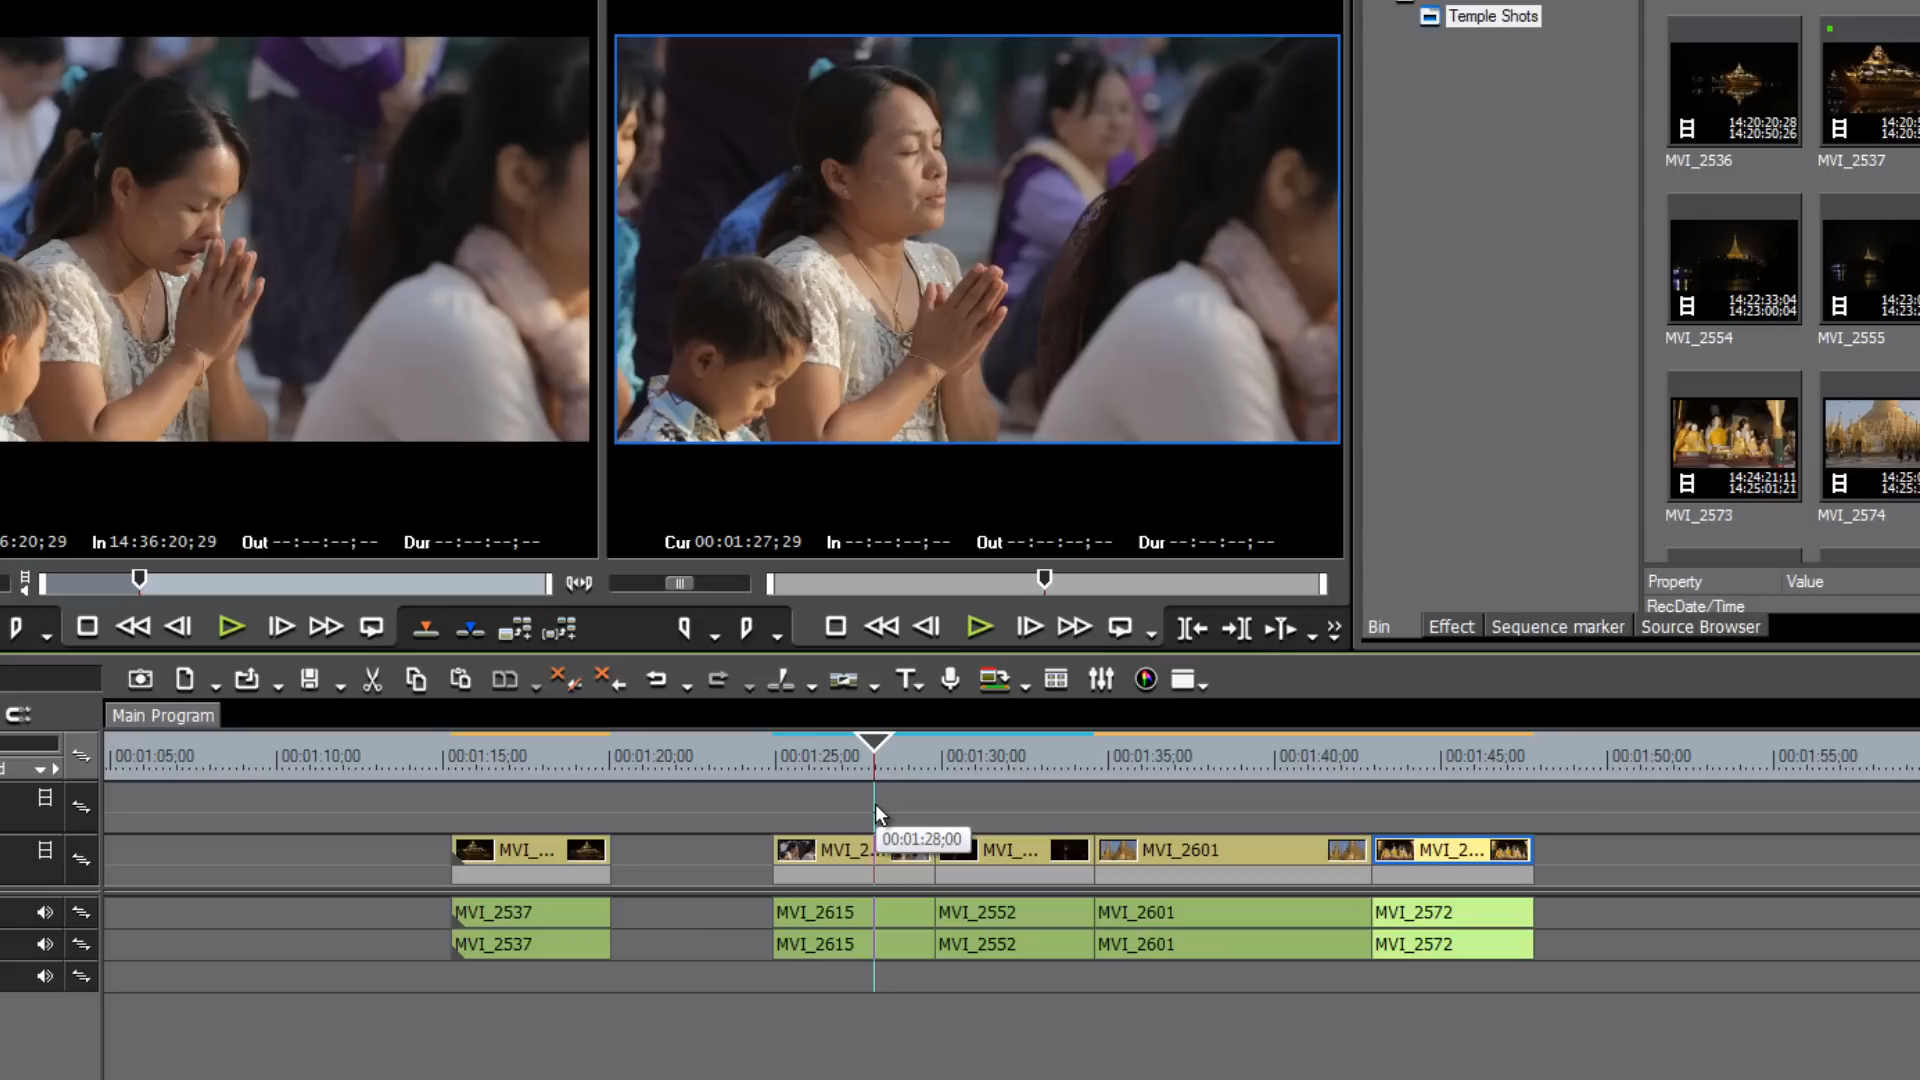 Temple Shots
14:20:20;28
14:20:50;26
MVI_2536
14:20:
14:20:
MVI_2537
14:22:33;04
14:23:00;04
MVI_2554
14:23:
14:23:
MVI_2555
14:24:21;11
14:25:01;21
MVI_2573
14:25:
14:25:
MVI_2574
6:20;29 In 14:36:20;29 Out --:--:--;-- Dur --:--:--;--
Cur 00:01:27;29 In --:--:--;-- Out --:--:--;-- Dur --:--:--;--
Property Value
RecDate/Time
Bin Effect Sequence marker Source Browser
Main Program
00:01:05;00 00:01:10;00 00:01:15;00 00:01:20;00 00:01:25;00 00:01:30;00 00:01:35;00 00:01:40;00 00:01:45;00 00:01:50;00 00:01:55;00
d
00:01:28;00
MVI_... MVI_2... MVI_... MVI_2601 MVI_2...
MVI_2537 MVI_2615 MVI_2552 MVI_2601 MVI_2572
MVI_2537 MVI_2615 MVI_2552 MVI_2601 MVI_2572